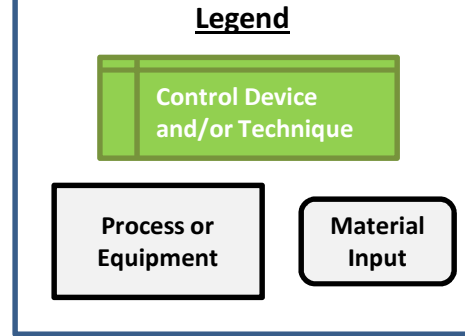 Legend
Control Device
and/or Technique
Process or
Equipment
Material
Input